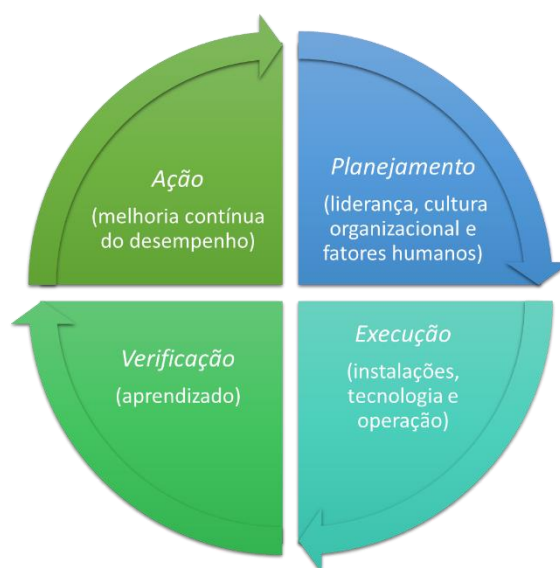 Ação
(melhoria contínua
do desempenho)
Planejamento
(liderança, cultura
organizacional e
fatores humanos)
Verificação
(aprendizado)
Execução
(instalações,
tecnologia e
operação)